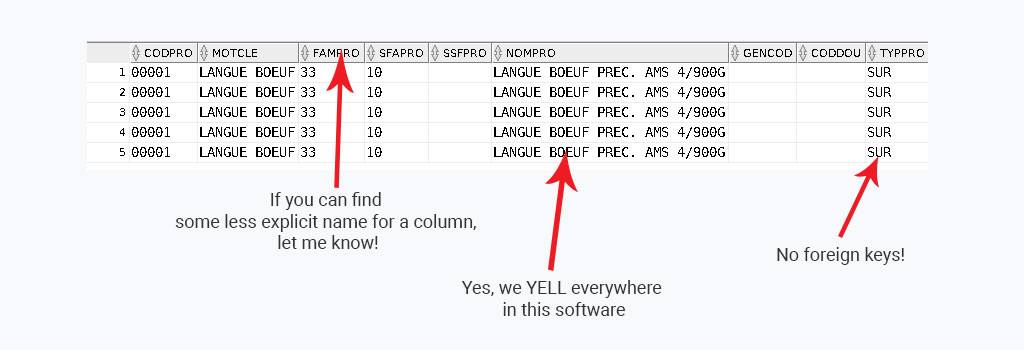 CODPRO MOTCLE FAMPRO SFAPRO SSFPRO NOMPRO GENCOD CODDOU TYPPRO
1 00001 LANGUE BOEUF 33 10 LANGUE BOEUF PREC. AMS 4/900G SUR
2 00001 LANGUE BOEUF 33 10 LANGUE BOEUF PREC. AMS 4/900G SUR
3 00001 LANGUE BOEUF 33 10 LANGUE BOEUF PREC. AMS 4/900G SUR
4 00001 LANGUE BOEUF 33 10 LANGUE BOEUF PREC. AMS 4/900G SUR
5 00001 LANGUE BOEUF 33 10 LANGUE BOEUF PREC. AMS 4/900G SUR
If you can find
some less explicit name for a column,
let me know!
No foreign keys!
Yes, we YELL everywhere
in this software